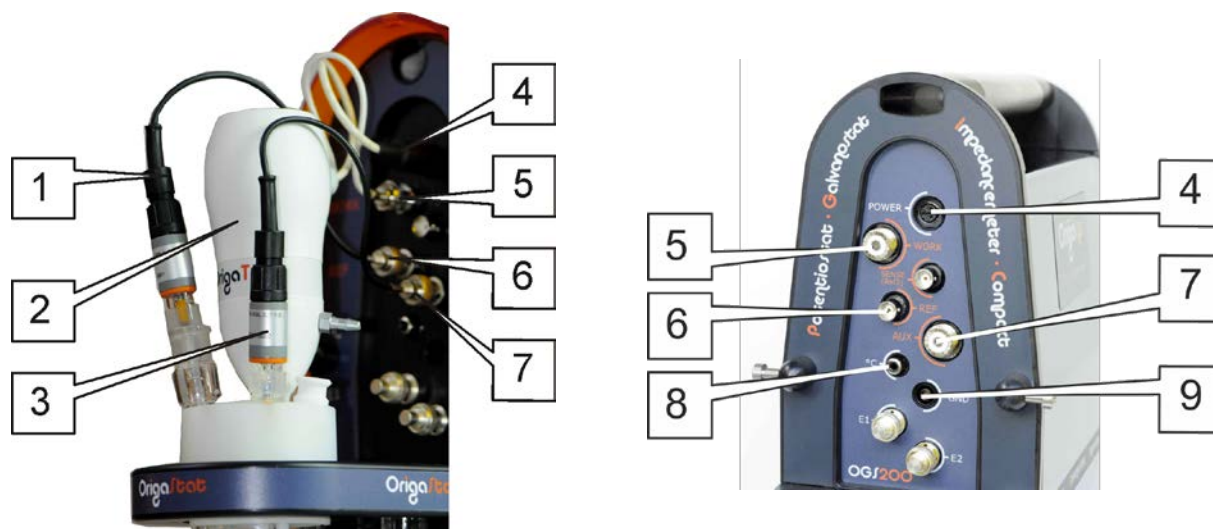 1
2
3
4
5
6
7
OrigaT
OrigaStat
OrigaSta
Potentiostat · Galvanostat
Impedancemeter · Compact
4
5
6
7
8
9
POWER
WORK
SENSE
REF
AUX
°C
GND
E1
E2
OGS200